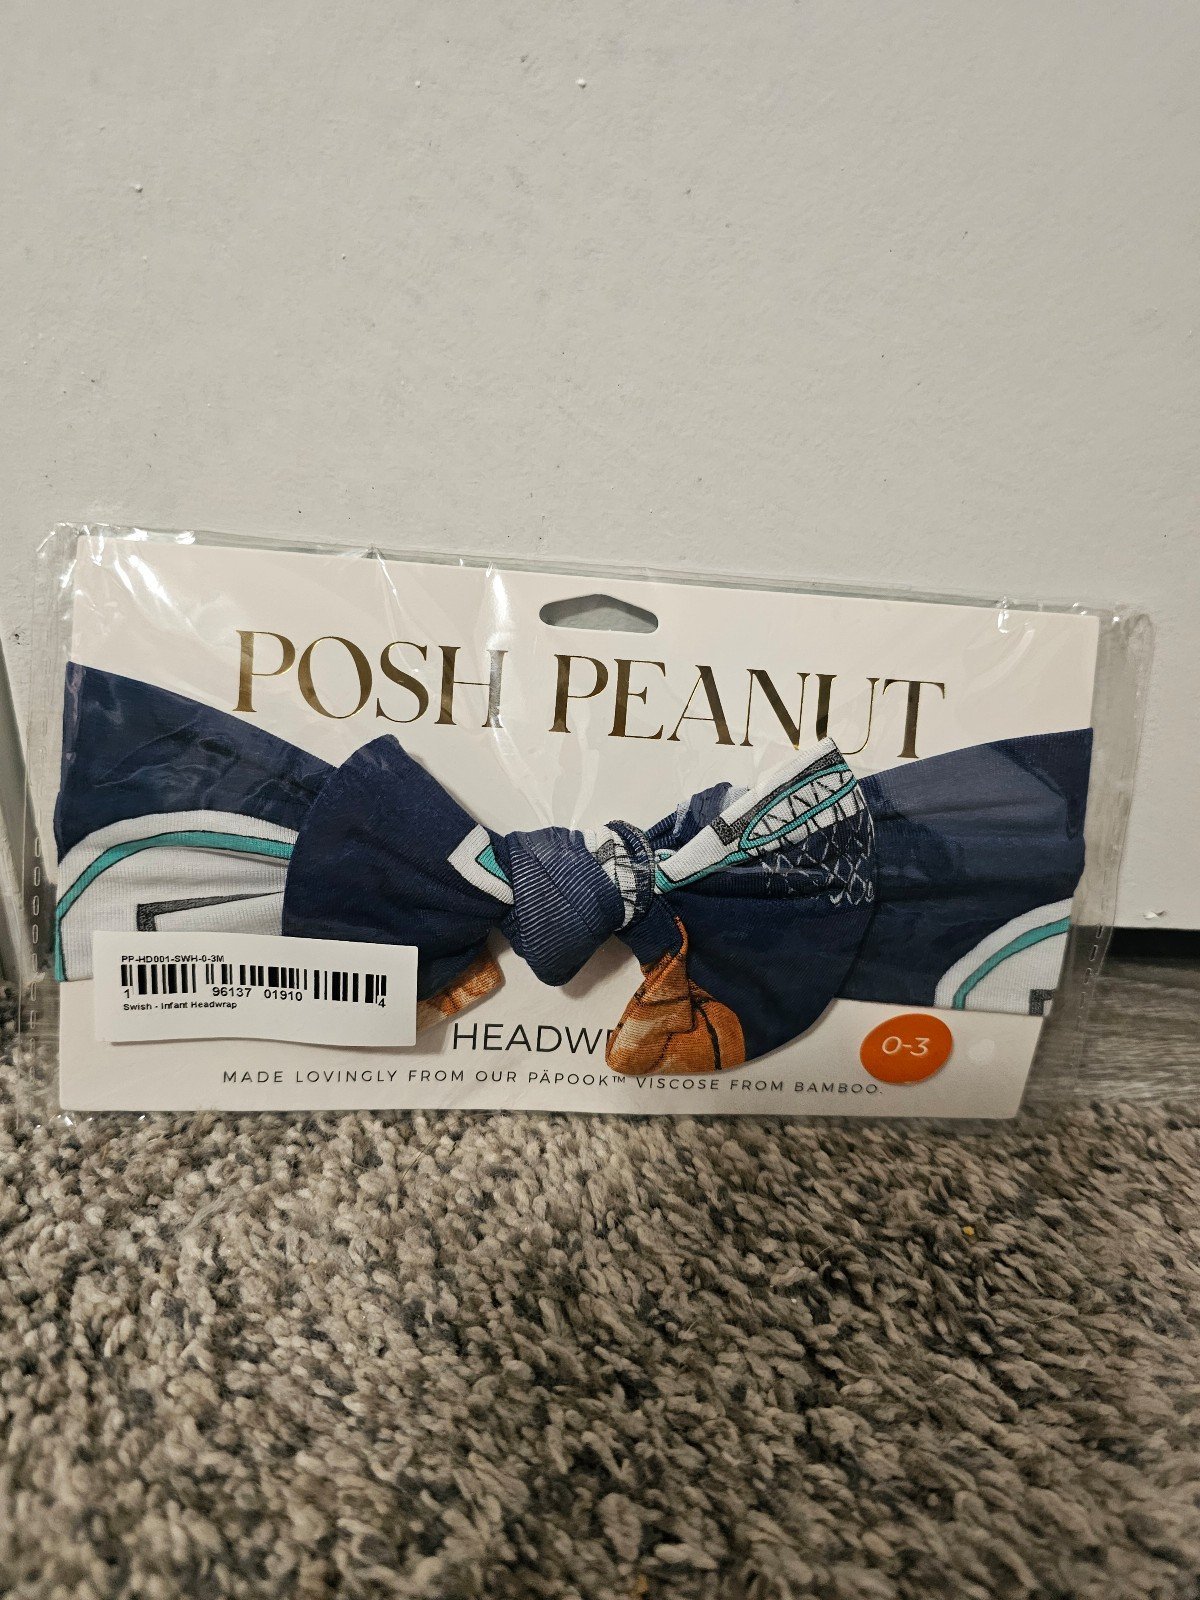 POSH PEANUT
PP-HD001-SWH-0-3M
1 96137 01910 4
Swish - Infant Headwrap
HEADW
0-3
MADE LOVINGLY FROM OUR PÄPOOK™ VISCOSE FROM BAMBOO.